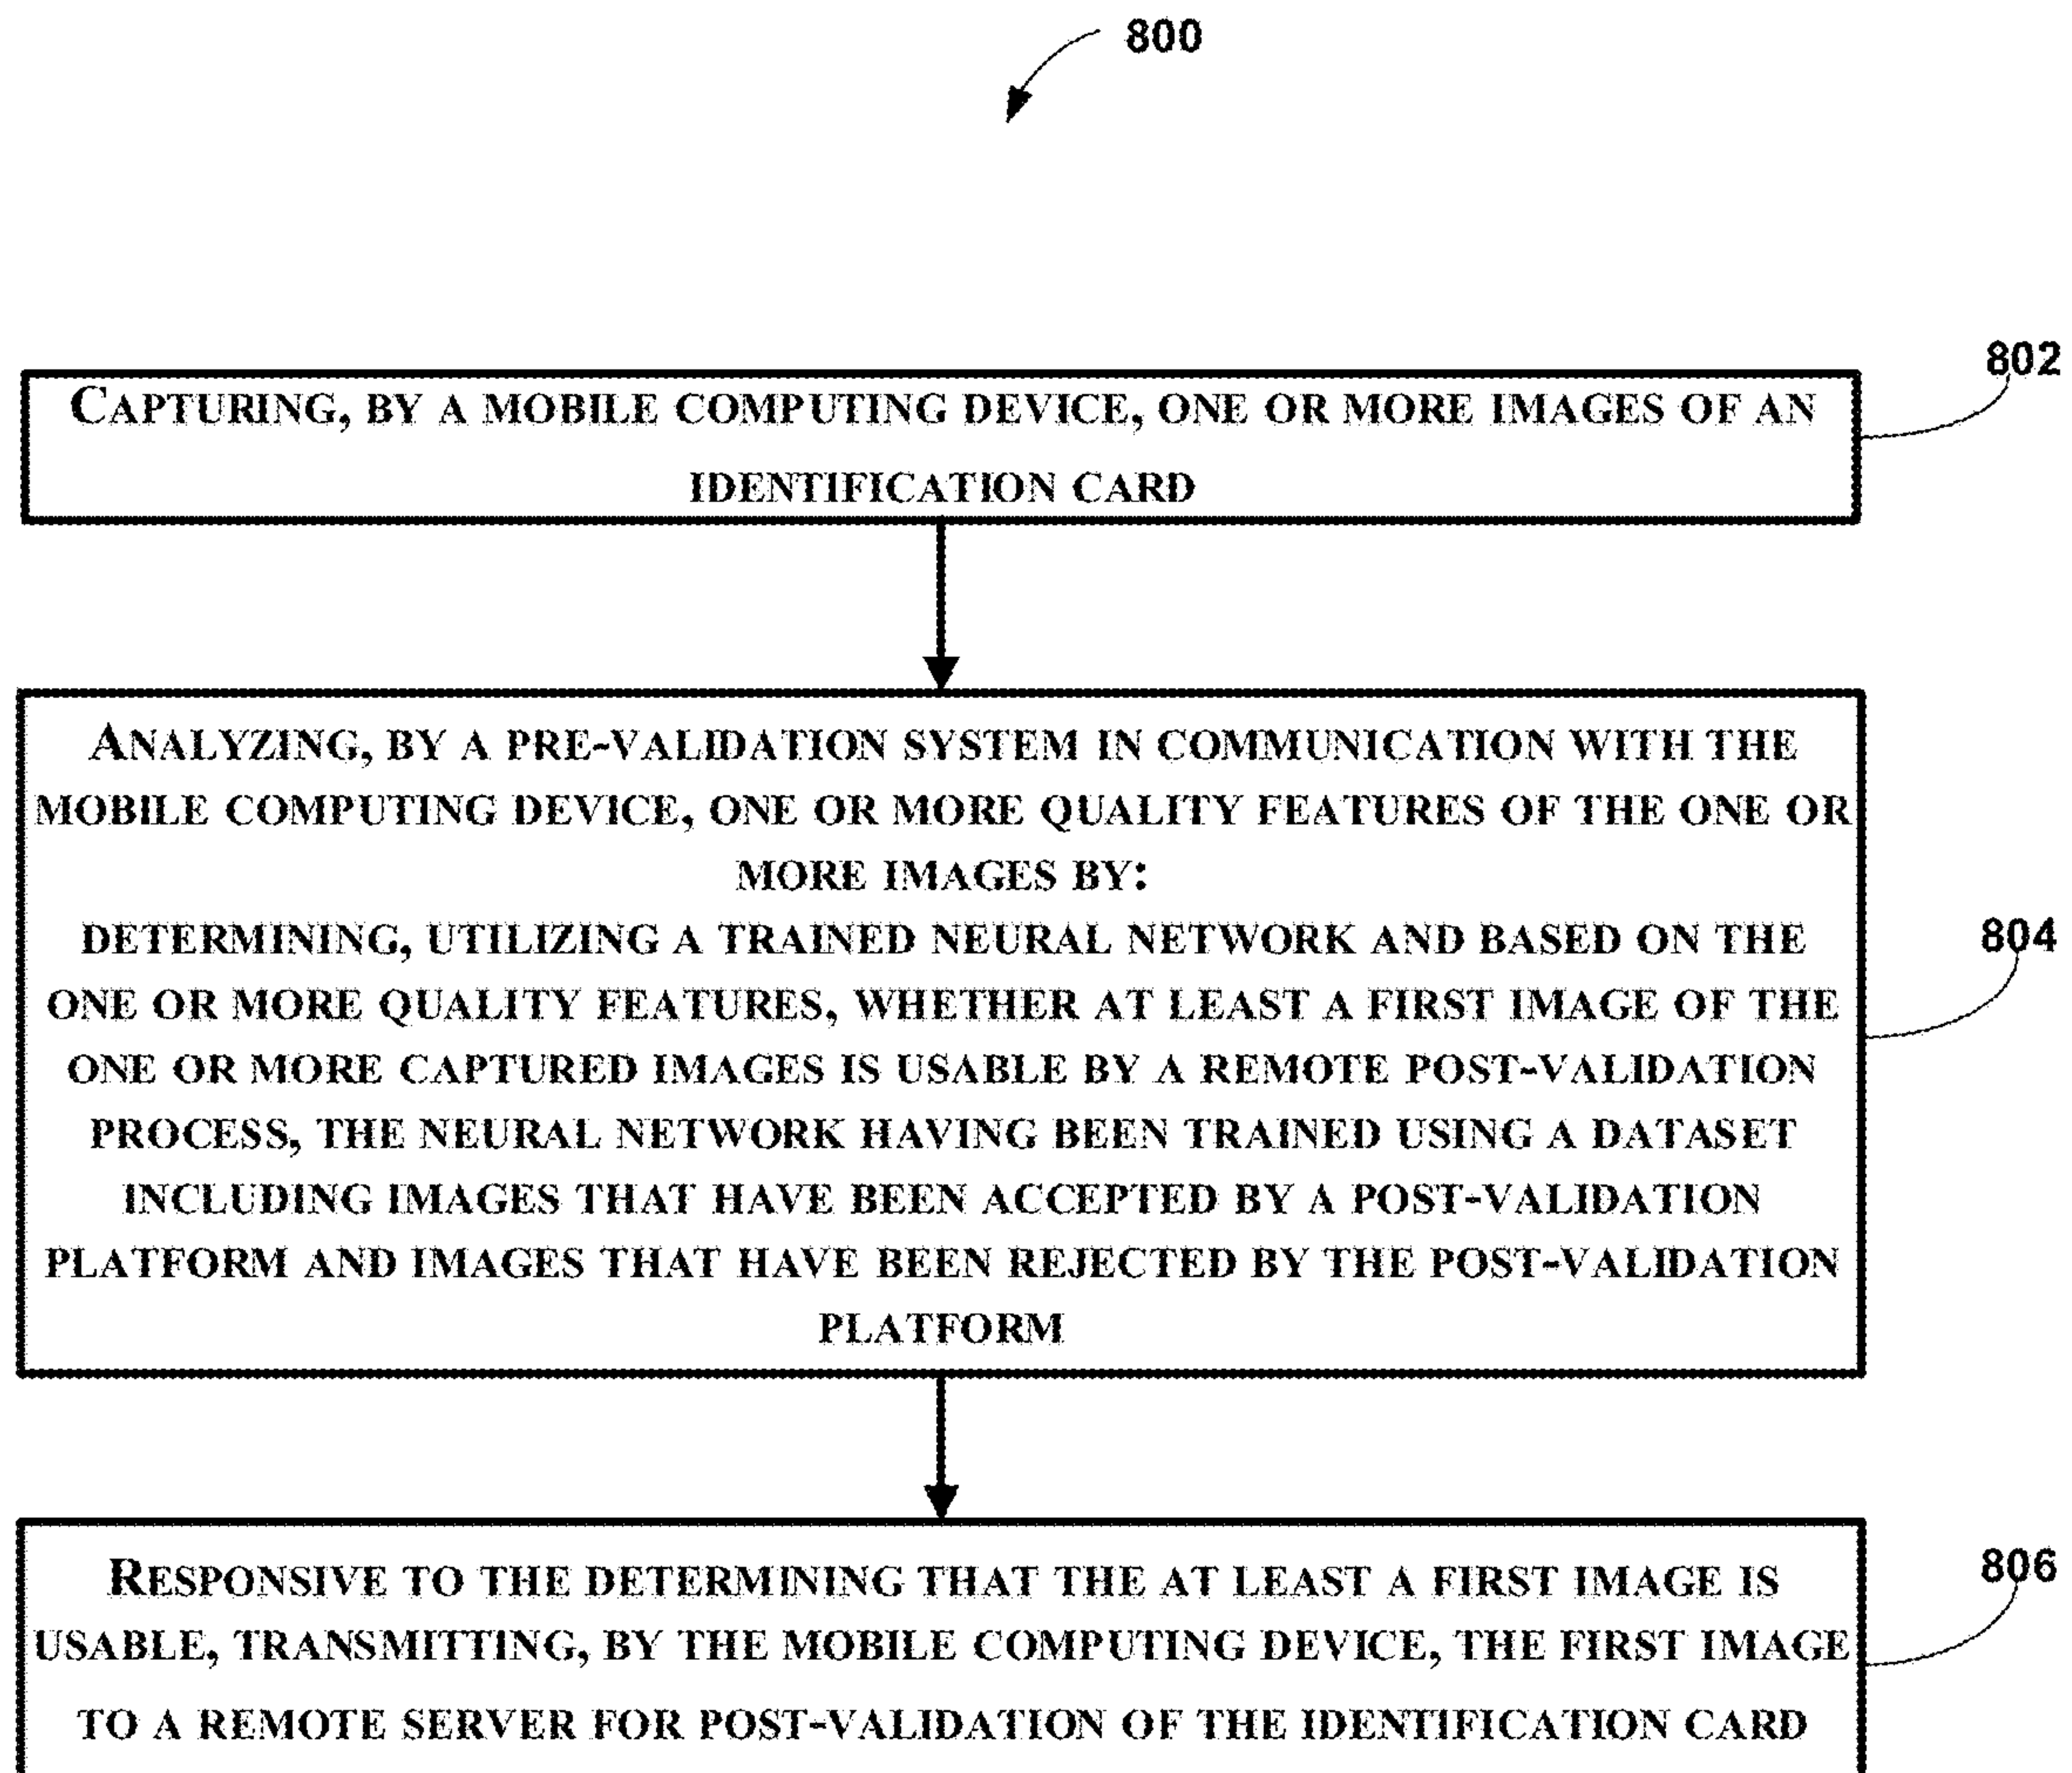 800
802
CAPTURING, BY A MOBILE COMPUTING DEVICE, ONE OR MORE IMAGES OF AN
IDENTIFICATION CARD
ANALYZING, BY A PRE-VALIDATION SYSTEM IN COMMUNICATION WITH THE
MOBILE COMPUTING DEVICE, ONE OR MORE QUALITY FEATURES OF THE ONE OR
MORE IMAGES BY:
DETERMINING, UTILIZING A TRAINED NEURAL NETWORK AND BASED ON THE
804
ONE OR MORE QUALITY FEATURES, WHETHER AT LEAST A FIRST IMAGE OF THE
ONE OR MORE CAPTURED IMAGES IS USABLE BY A REMOTE POST-VALIDATION
PROCESS, THE NEURAL NETWORK HAVING BEEN TRAINED USING A DATASET
INCLUDING IMAGES THAT HAVE BEEN ACCEPTED BY A POST-VALIDATION
PLATFORM AND IMAGES THAT HAVE BEEN REJECTED BY THE POST-VALIDATION
PLATFORM
806
RESPONSIVE TO THE DETERMINING THAT THE AT LEAST A FIRST IMAGE IS
USABLE, TRANSMITTING, BY THE MOBILE COMPUTING DEVICE, THE FIRST IMAGE
TO A REMOTE SERVER FOR POST-VALIDATION OF THE IDENTIFICATION CARD